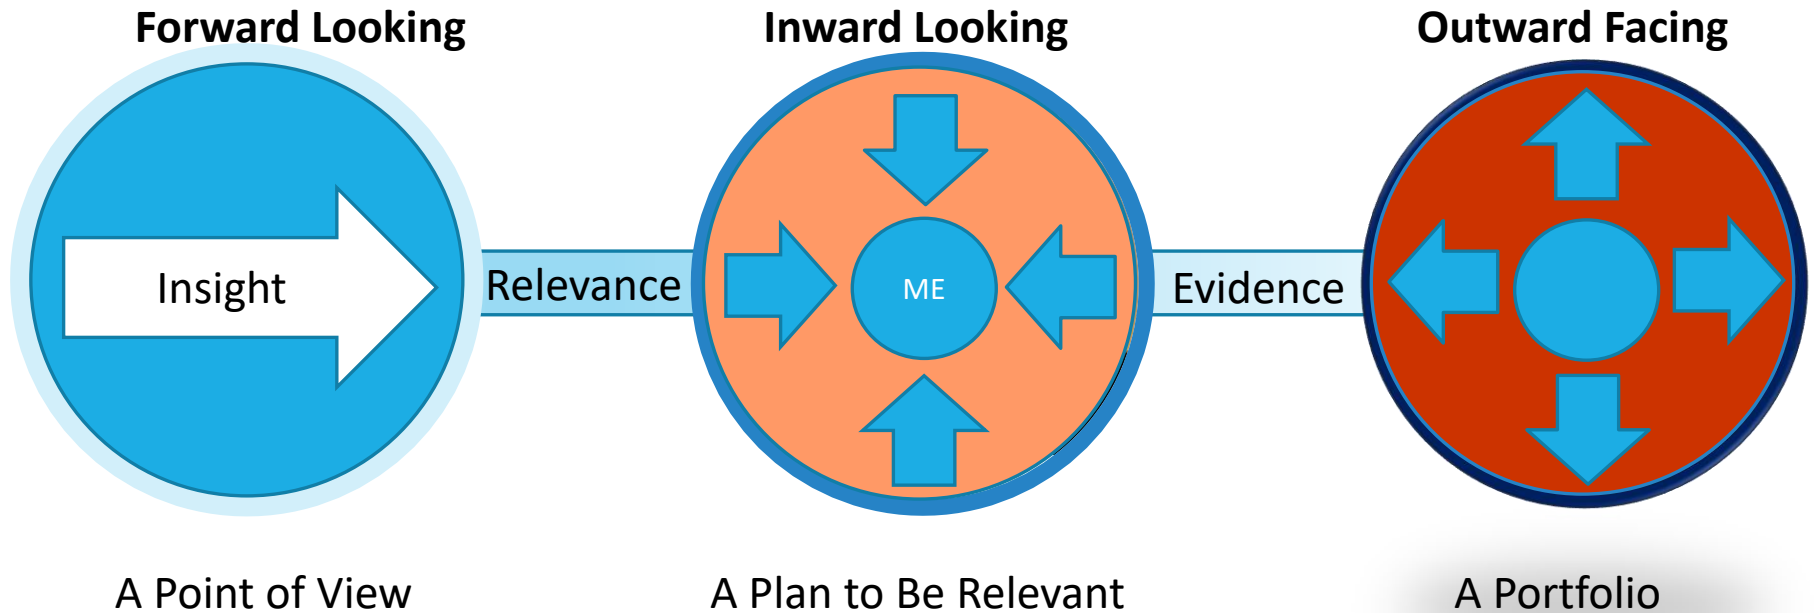 Forward Looking
Inward Looking
Outward Facing
Insight
Relevance
ME
Evidence
A Point of View
A Plan to Be Relevant
A Portfolio